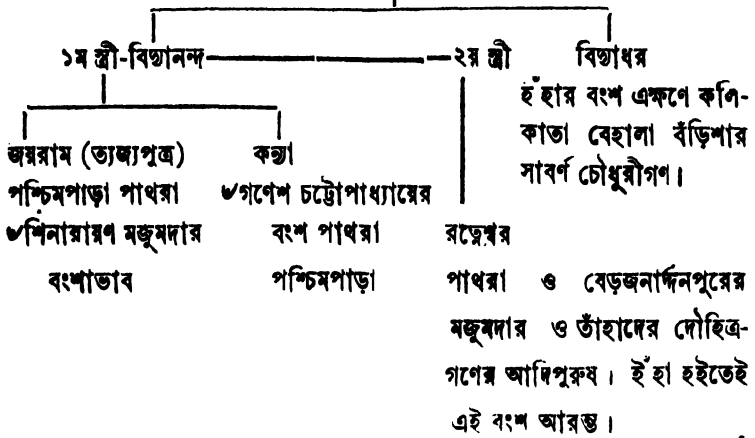 ১ম স্ত্রী-বিদ্যানন্দ————২য় স্ত্রী
বিদ্যাধর
ইঁহার বংশ এক্ষণে কলি-
কাতা বেহালা বঁড়িশার
সাবর্ণ চৌধুরীগণ।
জয়রাম (ত্যজ্যপুত্র)
পশ্চিমপাড়া পাথরা
৺শিনারায়ণ মজুমদার
বংশাভাব
কন্যা
৺গণেশ চট্টোপাধ্যায়ের
বংশ পাথরা
পশ্চিমপাড়া
রত্নেশ্বর
পাথরা ও বেড়জনার্দ্দনপুরের
মজুমদার ও তাঁহাদের দৌহিত্র-
গণের আদিপুরুষ। ইঁহা হইতেই
এই বংশ আরম্ভ।